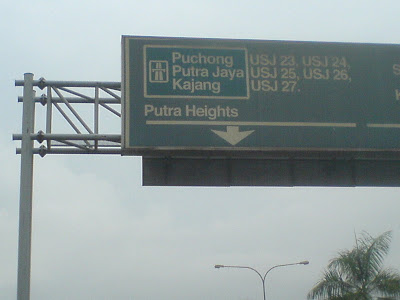 Puchong
Putra Jaya
Kajang
USJ 23, USJ 24,
USJ 25, USJ 26,
USJ 27.
Putra Heights